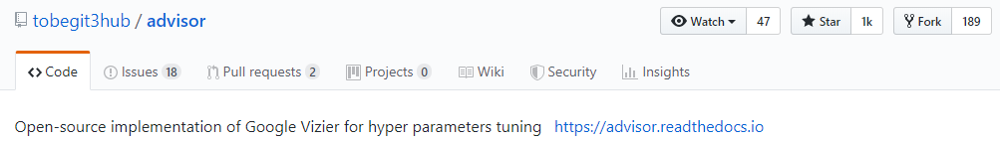 tobegit3hub / advisor Watch 47 Star 1k Fork 189
Code Issues 18 Pull requests 2 Projects 0 Wiki Security Insights
Open-source implementation of Google Vizier for hyper parameters tuning https://advisor.readthedocs.io